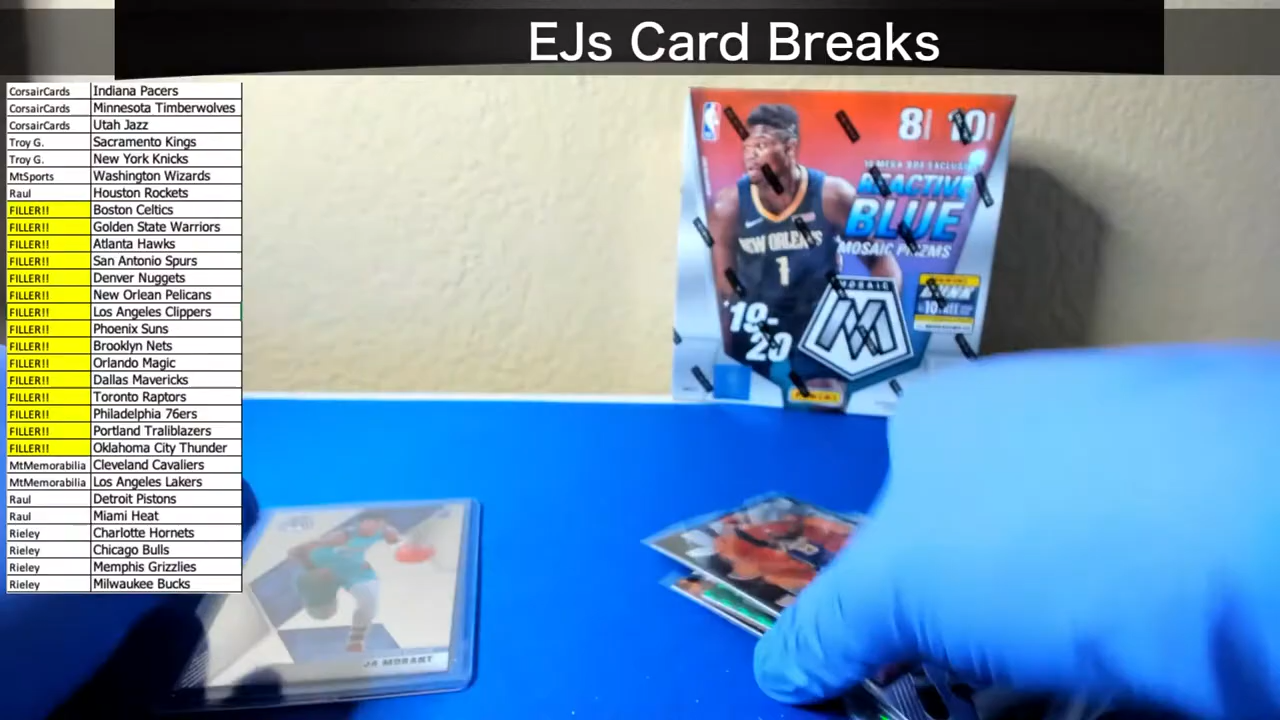 EJs Card Breaks
CorsairCards Indiana Pacers
CorsairCards Minnesota Timberwolves
CorsairCards Utah Jazz
Troy G. Sacramento Kings
Troy G. New York Knicks
MtSports Washington Wizards
Raul Houston Rockets
FILLER!! Boston Celtics
FILLER!! Golden State Warriors
FILLER!! Atlanta Hawks
FILLER!! San Antonio Spurs
FILLER!! Denver Nuggets
FILLER!! New Orlean Pelicans
FILLER!! Los Angeles Clippers
FILLER!! Phoenix Suns
FILLER!! Brooklyn Nets
FILLER!! Orlando Magic
FILLER!! Dallas Mavericks
FILLER!! Toronto Raptors
FILLER!! Philadelphia 76ers
FILLER!! Portland Traliblazers
FILLER!! Oklahoma City Thunder
MtMemorabilia Cleveland Cavaliers
MtMemorabilia Los Angeles Lakers
Raul Detroit Pistons
Raul Miami Heat
Rieley Charlotte Hornets
Rieley Chicago Bulls
Rieley Memphis Grizzlies
Rieley Milwaukee Bucks
8 10
REACTIVE
BLUE
MOSAIC PRIZMS
NEW ORLEANS
1
MOSAIC
'19-
20
PANINI
JA MORANT